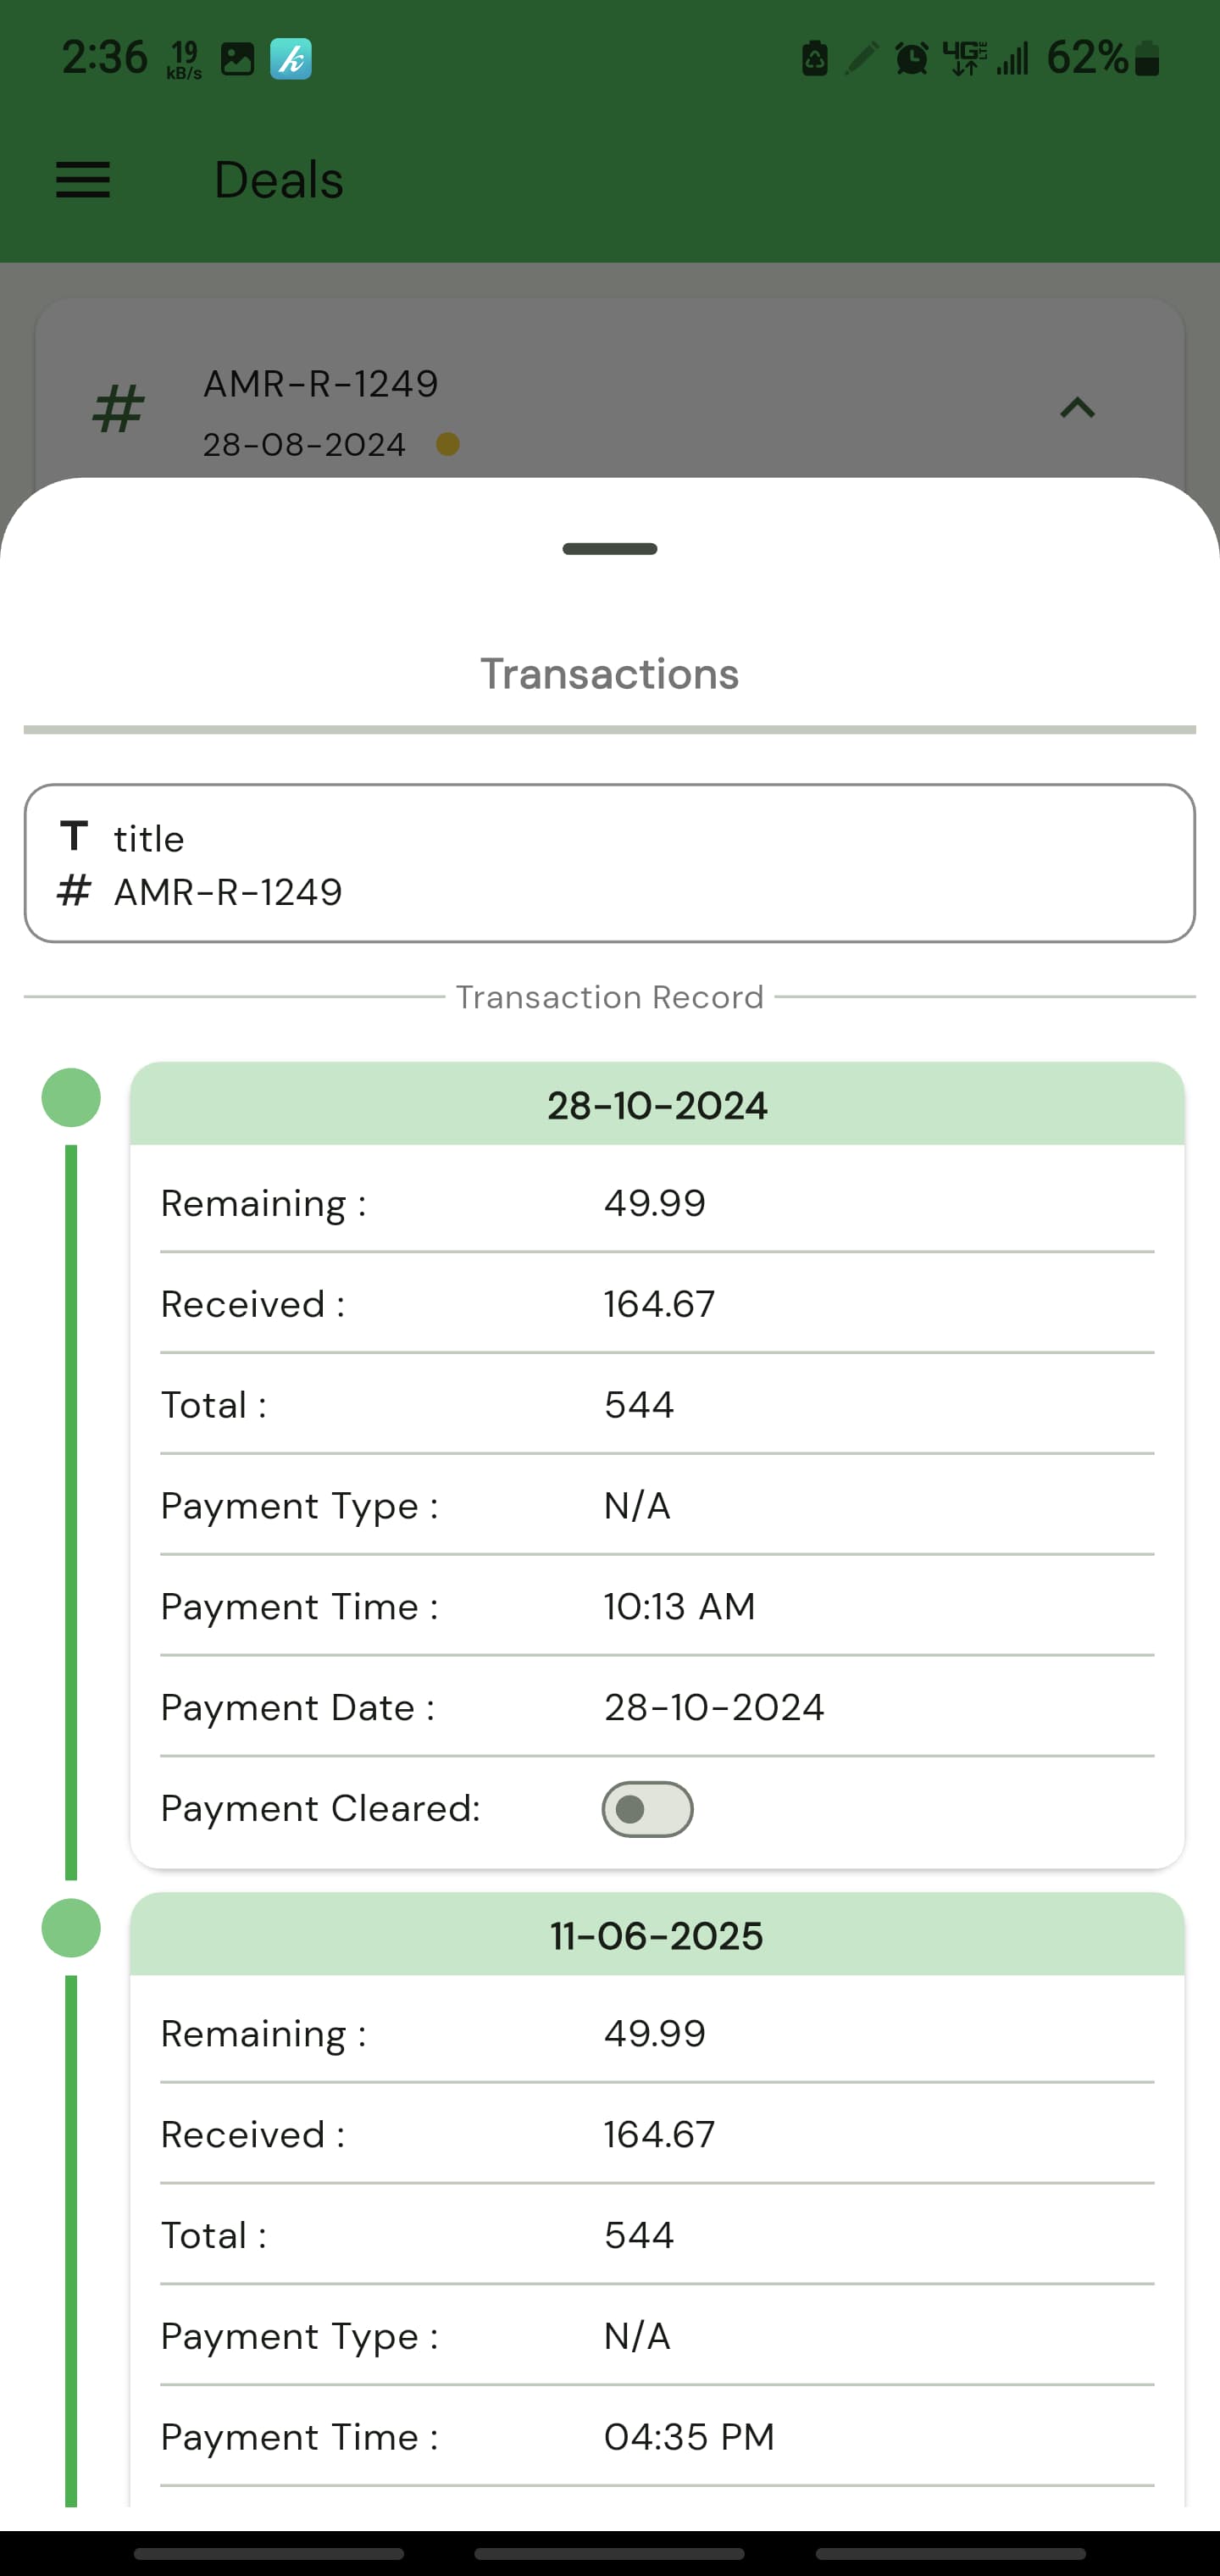 2:36 19 kB/s k 4G LTE 62%
Deals
# AMR-R-1249
28-08-2024
Transactions
T title
# AMR-R-1249
Transaction Record
28-10-2024
Remaining : 49.99
Received : 164.67
Total : 544
Payment Type : N/A
Payment Time : 10:13 AM
Payment Date : 28-10-2024
Payment Cleared:
11-06-2025
Remaining : 49.99
Received : 164.67
Total : 544
Payment Type : N/A
Payment Time : 04:35 PM